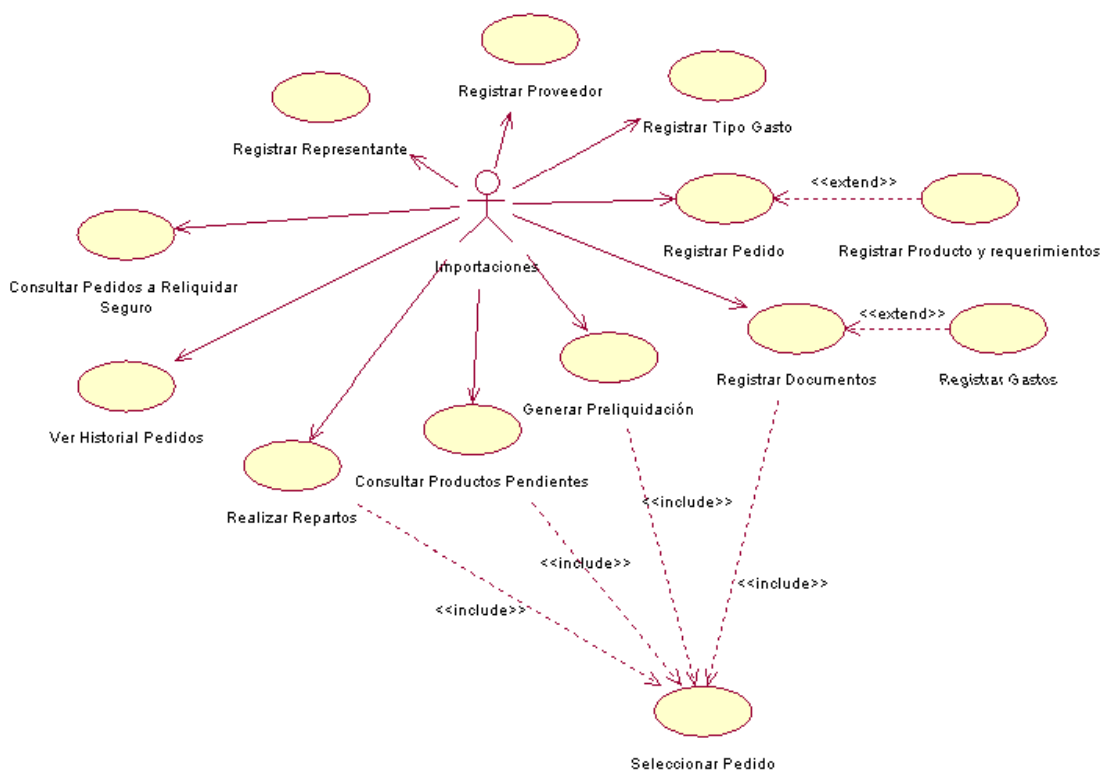 Registrar Proveedor
Registrar Tipo Gasto
Registrar Representante
<<extend>>
Registrar Pedido
Registrar Producto y requerimientos
Importaciones
Consultar Pedidos a Reliquidar
Seguro
<<extend>>
Registrar Documentos
Registrar Gastos
Generar Preliquidación
Ver Historial Pedidos
Consultar Productos Pendientes
Realizar Repartos
<<include>>
<<include>>
<<include>>
<<include>>
Seleccionar Pedido